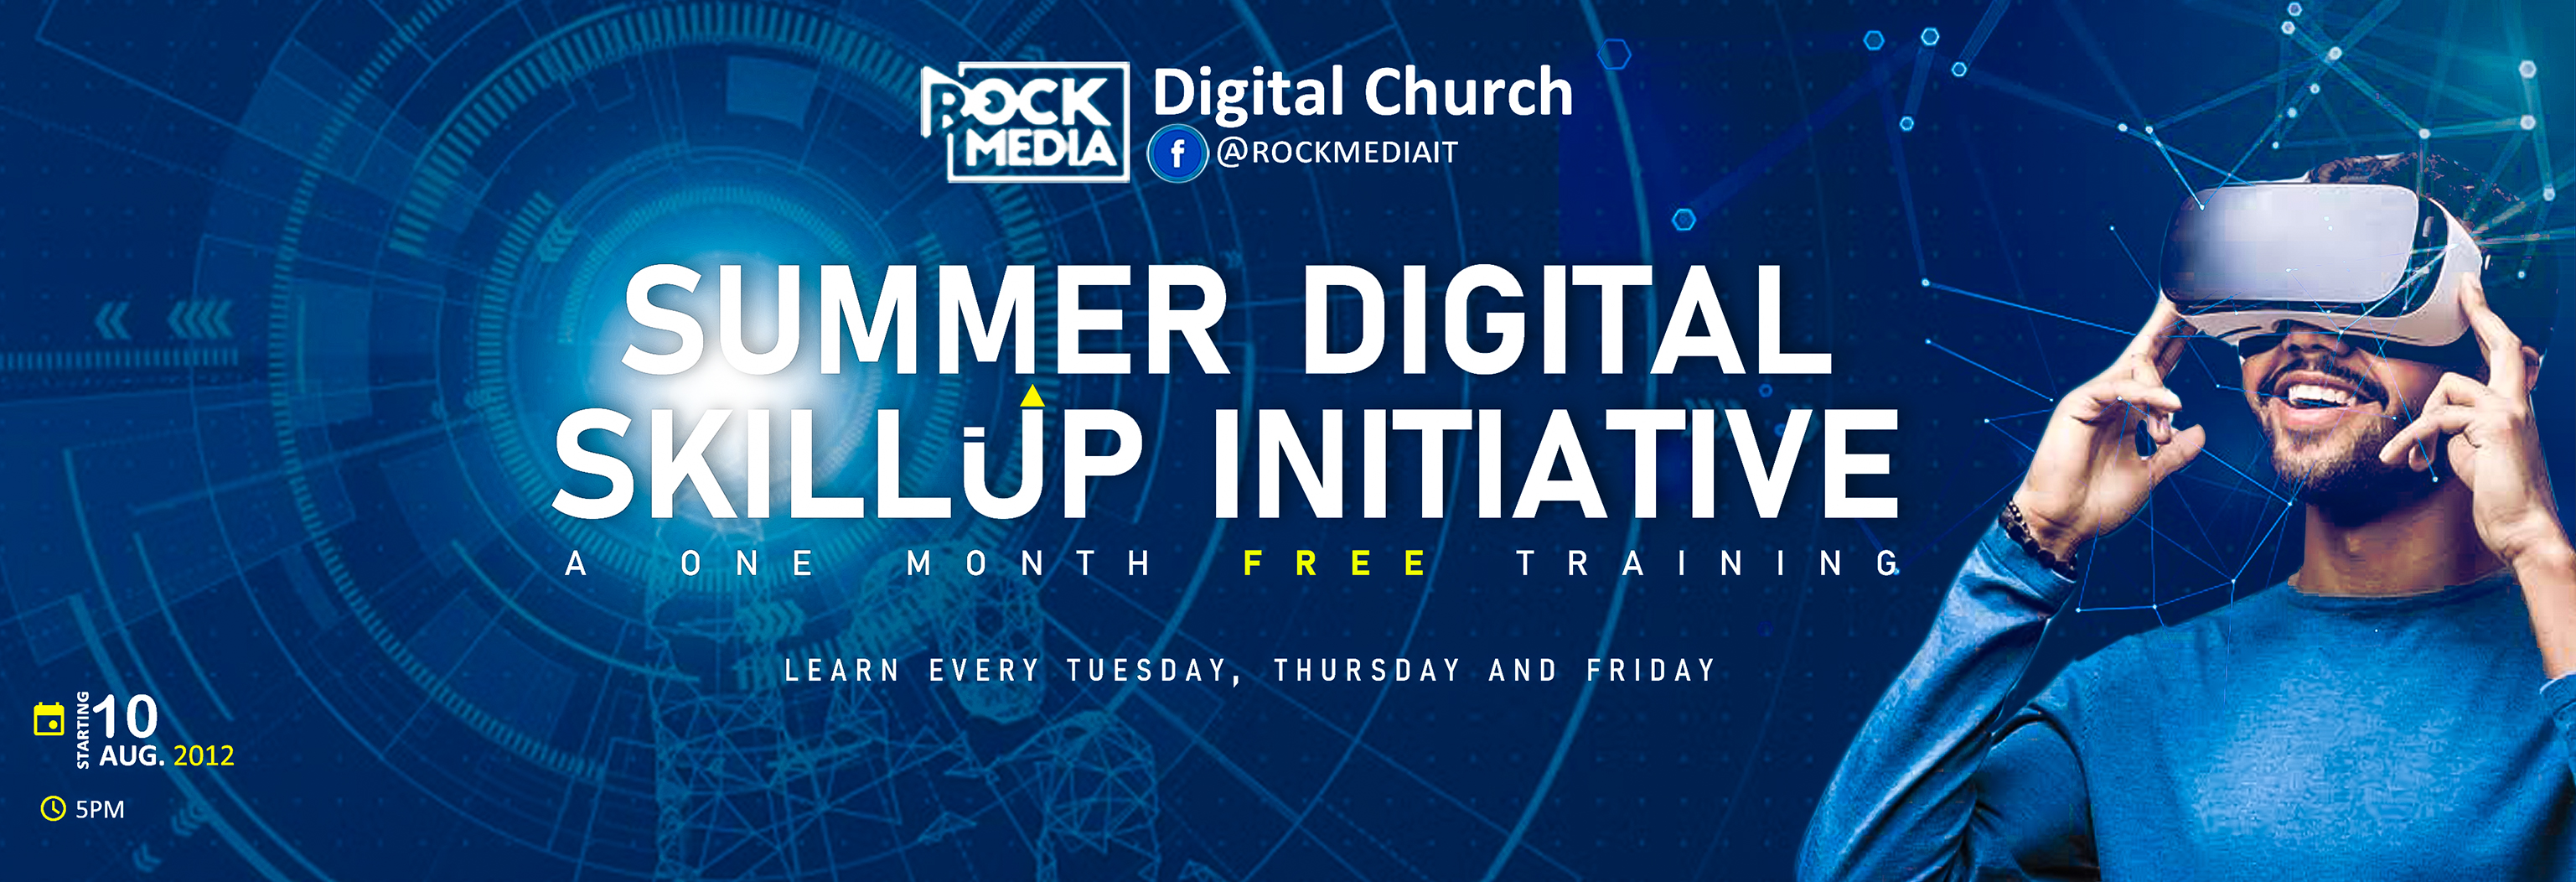 ROCK
MEDIA
Digital Church
f @ROCKMEDIAIT
SUMMER DIGITAL
SKILLUP INITIATIVE
A ONE MONTH FREE TRAINING
LEARN EVERY TUESDAY, THURSDAY AND FRIDAY
STARTING
10
AUG. 2012
5PM